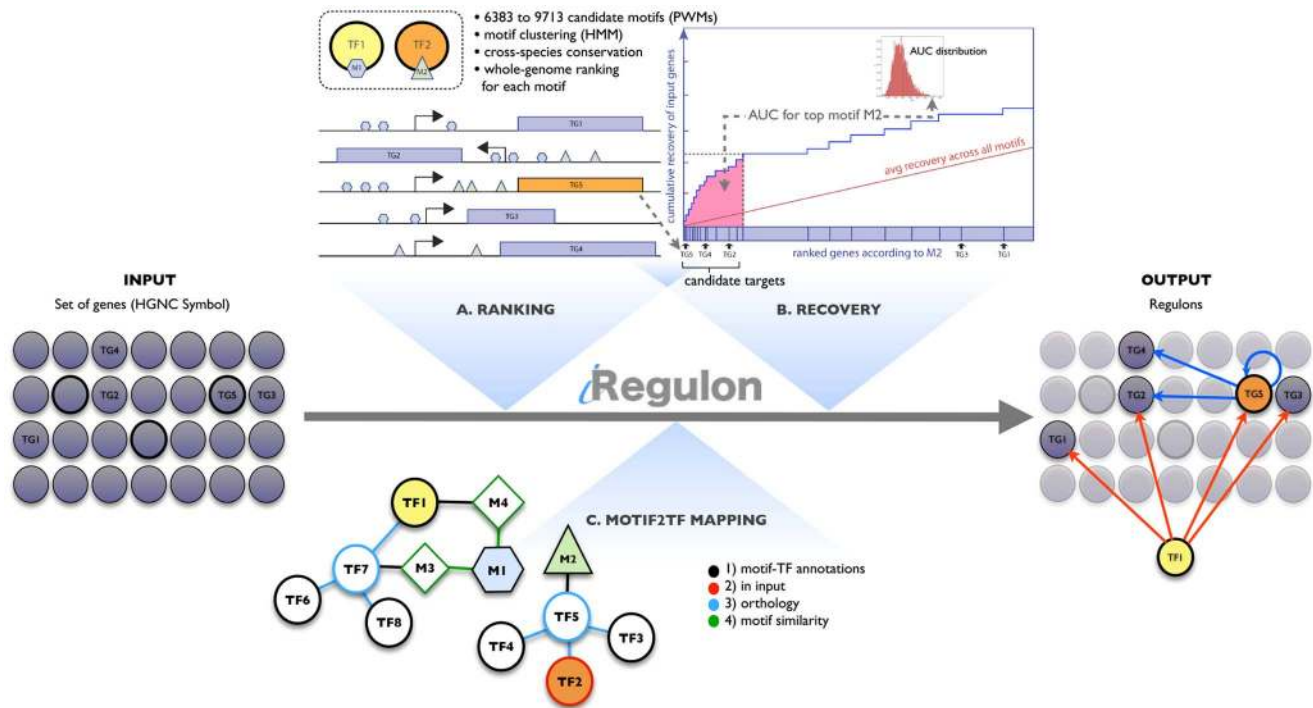 TF1
TF2
M1
M2
• 6383 to 9713 candidate motifs (PWMs)
• motif clustering (HMM)
• cross-species conservation
• whole-genome ranking
for each motif
TG1
TG2
TG5
TG3
TG4
cumulative recovery of input genes
AUC distribution
AUC for top motif M2
avg recovery across all motifs
ranked genes according to M2
TG5
TG4
TG2
TG3
TG1
candidate targets
INPUT
Set of genes (HGNC Symbol)
TG4
TG2
TG5
TG3
TG1
A. RANKING
B. RECOVERY
iRegulon
C. MOTIF2TF MAPPING
TF1
M4
TF7
M3
M1
TF6
TF8
M2
TF5
TF4
TF3
TF2
1) motif-TF annotations
2) in input
3) orthology
4) motif similarity
OUTPUT
Regulons
TG4
TG2
TG5
TG3
TG1
TF1